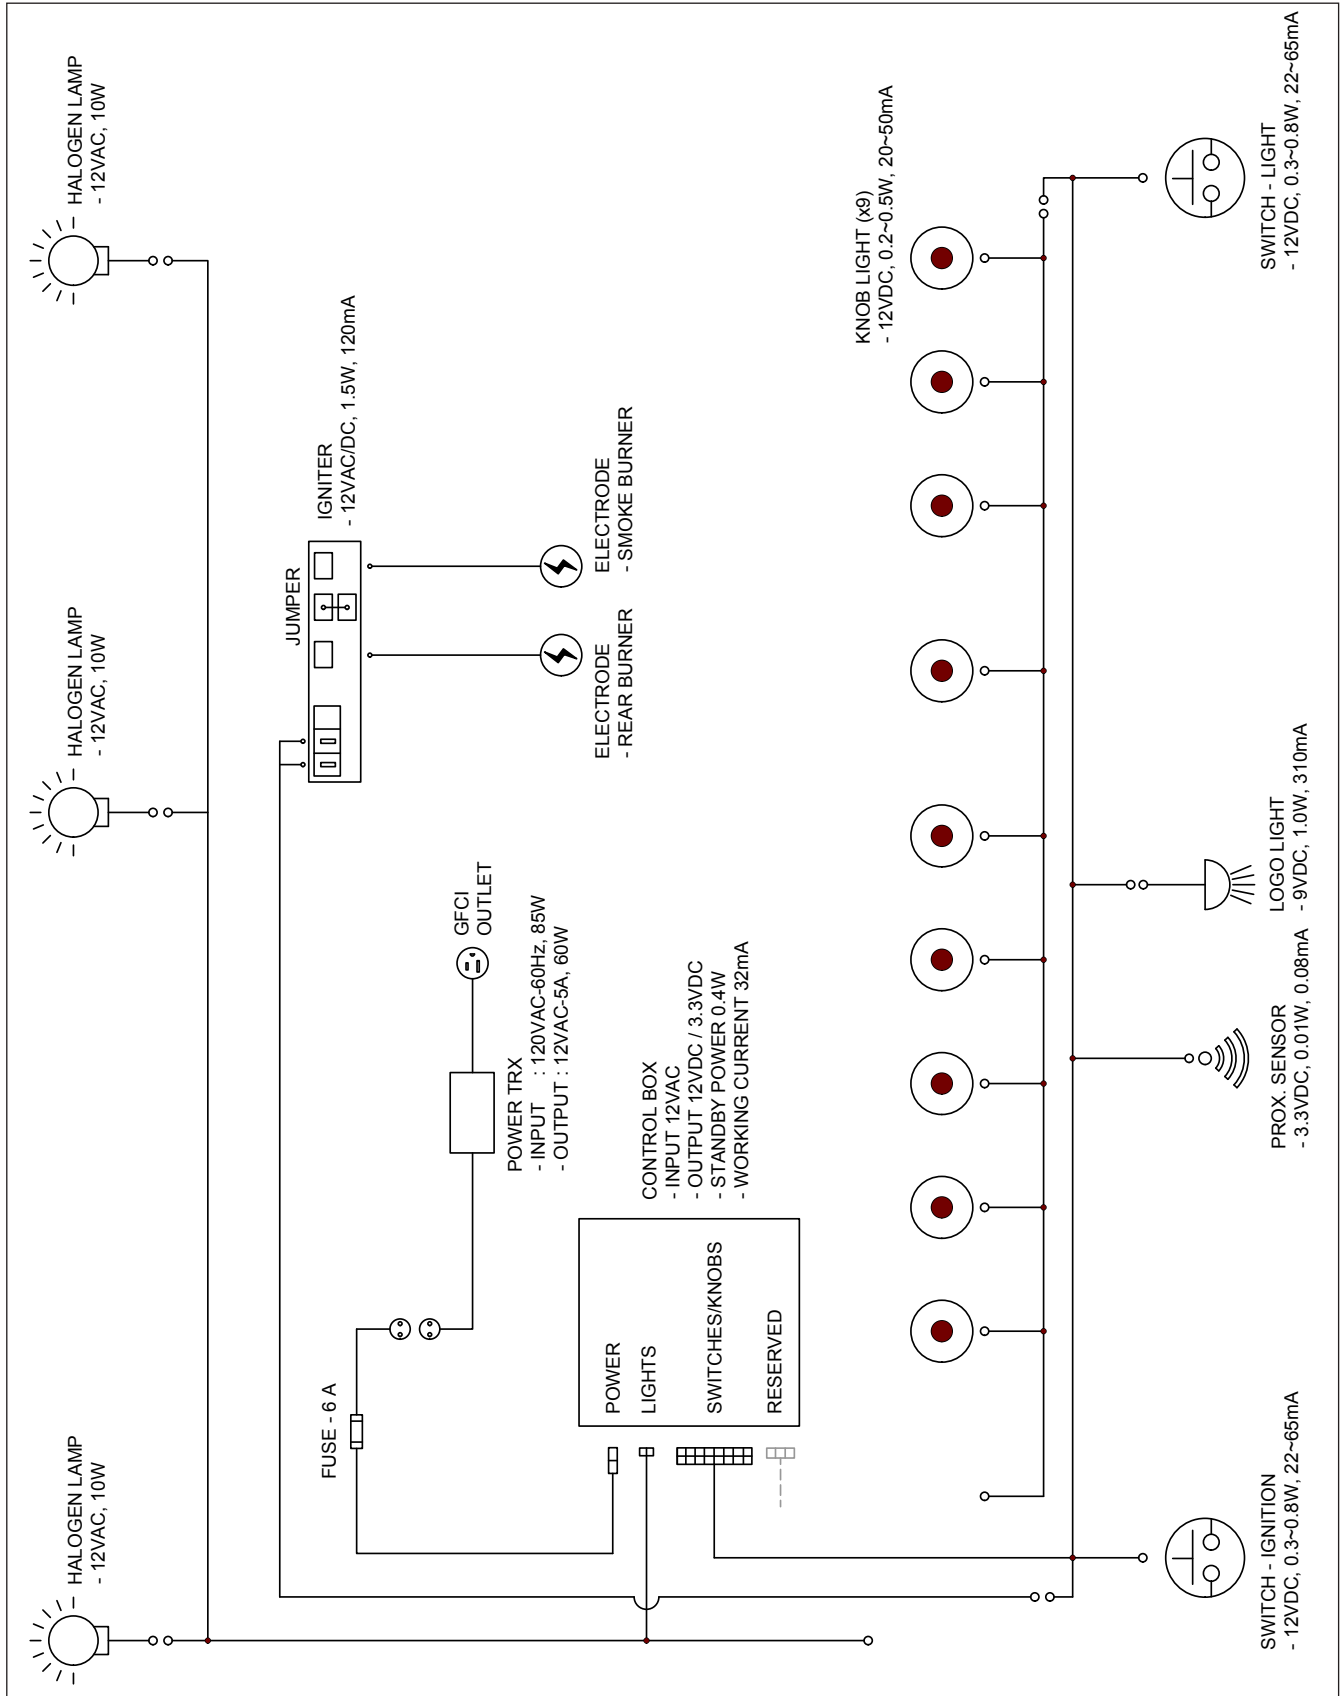 HALOGEN LAMP
- 12VAC, 10W
HALOGEN LAMP
- 12VAC, 10W
HALOGEN LAMP
- 12VAC, 10W
FUSE - 6 A
JUMPER
IGNITER
- 12VAC/DC, 1.5W, 120mA
GFCI
OUTLET
POWER TRX
- INPUT : 120VAC-60Hz, 85W
- OUTPUT : 12VAC-5A, 60W
ELECTRODE
- REAR BURNER
ELECTRODE
- SMOKE BURNER
CONTROL BOX
- INPUT 12VAC
- OUTPUT 12VDC / 3.3VDC
- STANDBY POWER 0.4W
- WORKING CURRENT 32mA
POWER
LIGHTS
SWITCHES/KNOBS
RESERVED
KNOB LIGHT (x9)
- 12VDC, 0.2~0.5W, 20~50mA
SWITCH - IGNITION
- 12VDC, 0.3~0.8W, 22~65mA
PROX. SENSOR
- 3.3VDC, 0.01W, 0.08mA
LOGO LIGHT
- 9VDC, 1.0W, 310mA
SWITCH - LIGHT
- 12VDC, 0.3~0.8W, 22~65mA